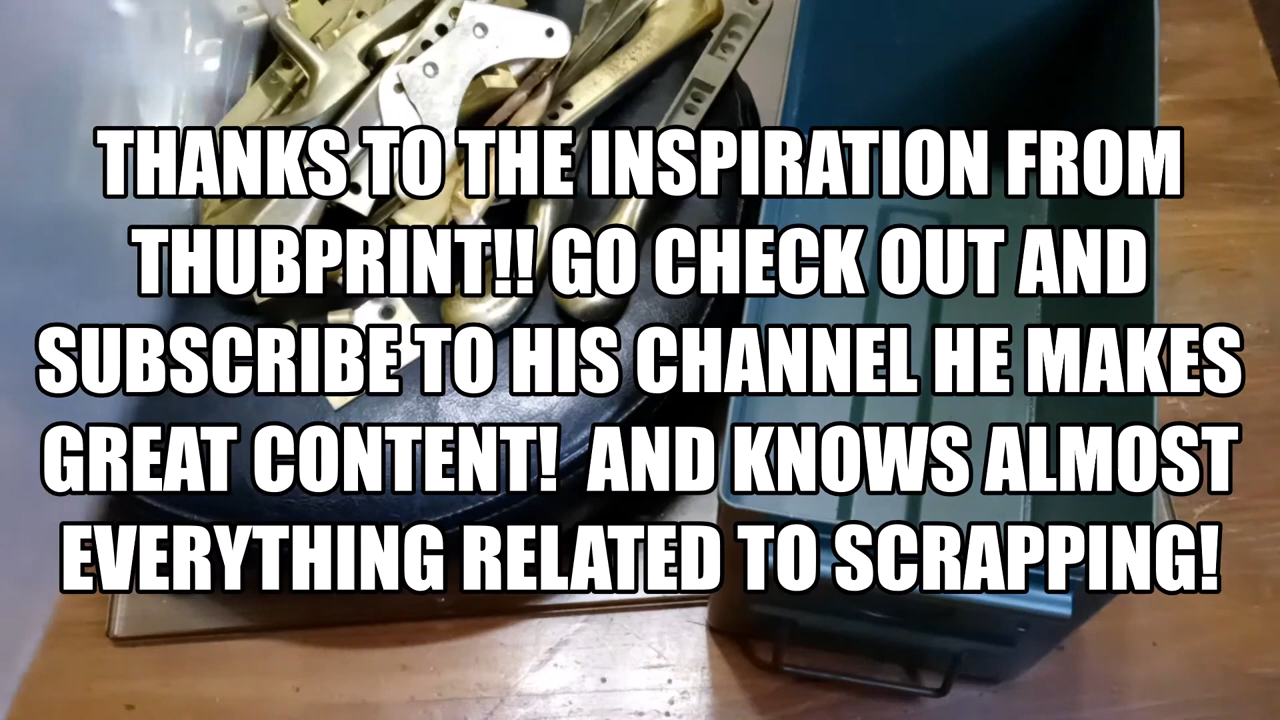 THANKS TO THE INSPIRATION FROM
THUBPRINT!! GO CHECK OUT AND
SUBSCRIBE TO HIS CHANNEL HE MAKES
GREAT CONTENT! AND KNOWS ALMOST
EVERYTHING RELATED TO SCRAPPING!